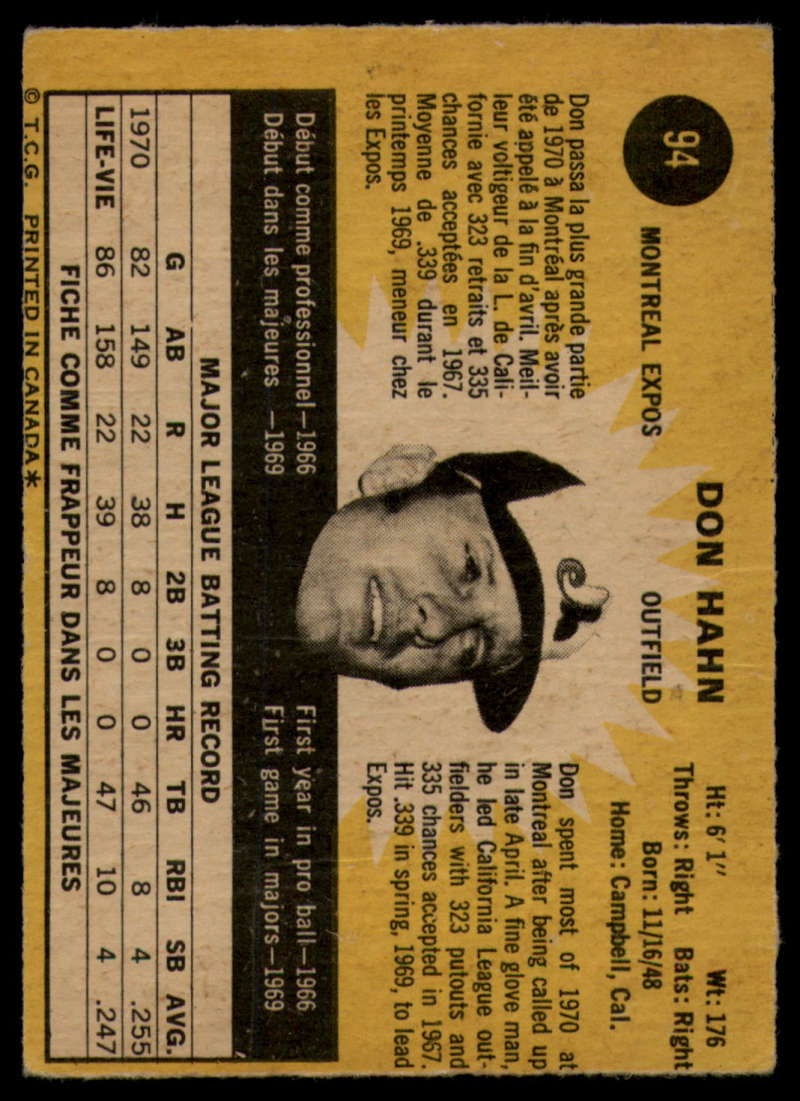 94
MONTREAL EXPOS
DON HAHN
OUTFIELD
Ht: 6' 1" Wt: 176
Throws: Right Bats: Right
Born: 11/16/48
Home: Campbell, Cal.
Don passa la plus grande partie
de 1970 à Montréal après avoir
été appelé à la fin d'avril. Meil-
leur voltigeur de la L. de Cali-
fornie avec 323 retraits et 335
chances acceptées en 1967.
Moyenne de .339 durant le
printemps 1969, meneur chez
les Expos.
Don spent most of 1970 at
Montreal after being called up
in late April. A fine glove man,
he led California League out-
fielders with 323 putouts and
335 chances accepted in 1967.
Hit .339 in spring, 1969, to lead
Expos.
Début comme professionnel—1966
Début dans les majeures —1969
First year in pro ball—1966
First game in majors—1969
MAJOR LEAGUE BATTING RECORD
G AB R H 2B 3B HR TB RBI SB AVG.
1970 82 149 22 38 8 0 0 46 8 4 .255
LIFE-VIE 86 158 22 39 8 0 0 47 10 4 .247
FICHE COMME FRAPPEUR DANS LES MAJEURES
© T.C.G. PRINTED IN CANADA*